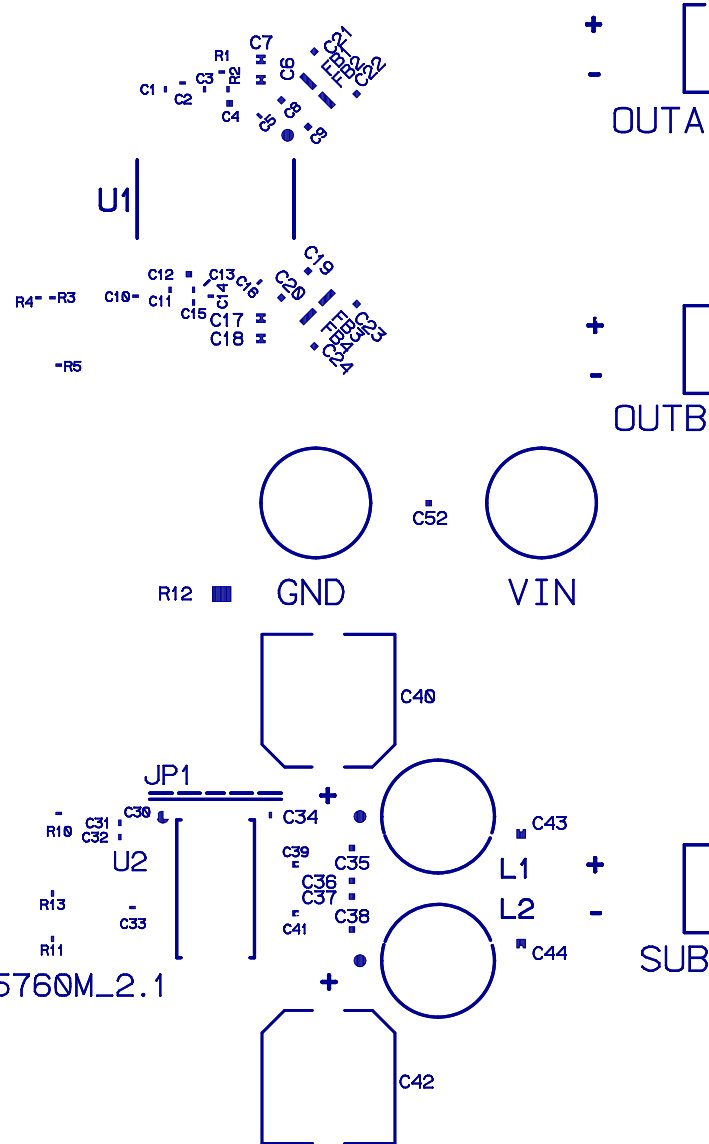 C21
FB1
FB2
C22
C7
C6
R1
R2
C3
C1
C2
C4
C5
C8
C9
+
-
OUTA
U1
C19
C20
C12
C13
C16
C14
C11
C10
R4
R3
C15
C17
C18
FB3
FB4
C23
C24
R5
+
-
OUTB
C52
R12
GND
VIN
C40
JP1
+
C30
C31
C32
R10
C34
C43
U2
C39
C35
L1
+
C36
C37
R13
C33
C38
L2
-
C41
R11
C44
SUB
5760M_2.1
+
C42